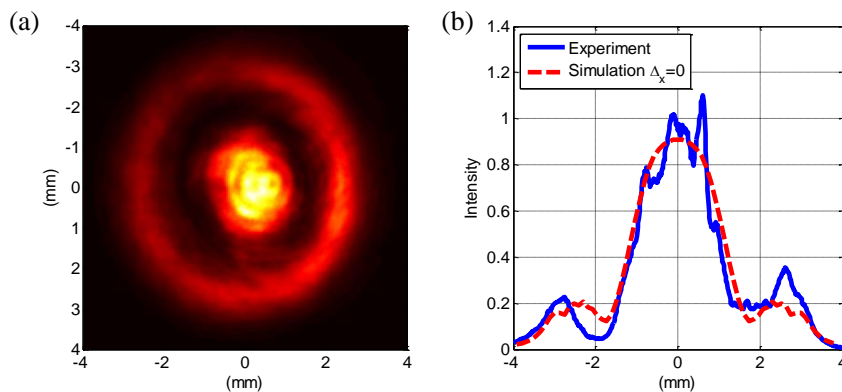 (a)
-4
-3
-2
-1
0
1
2
3
4
(mm)
-4 -2 0 2 4
(mm)
(b)
1.4
1.2
1
0.8
0.6
0.4
0.2
0
Intensity
-4 -2 0 2 4
(mm)
Experiment
Simulation Δx=0